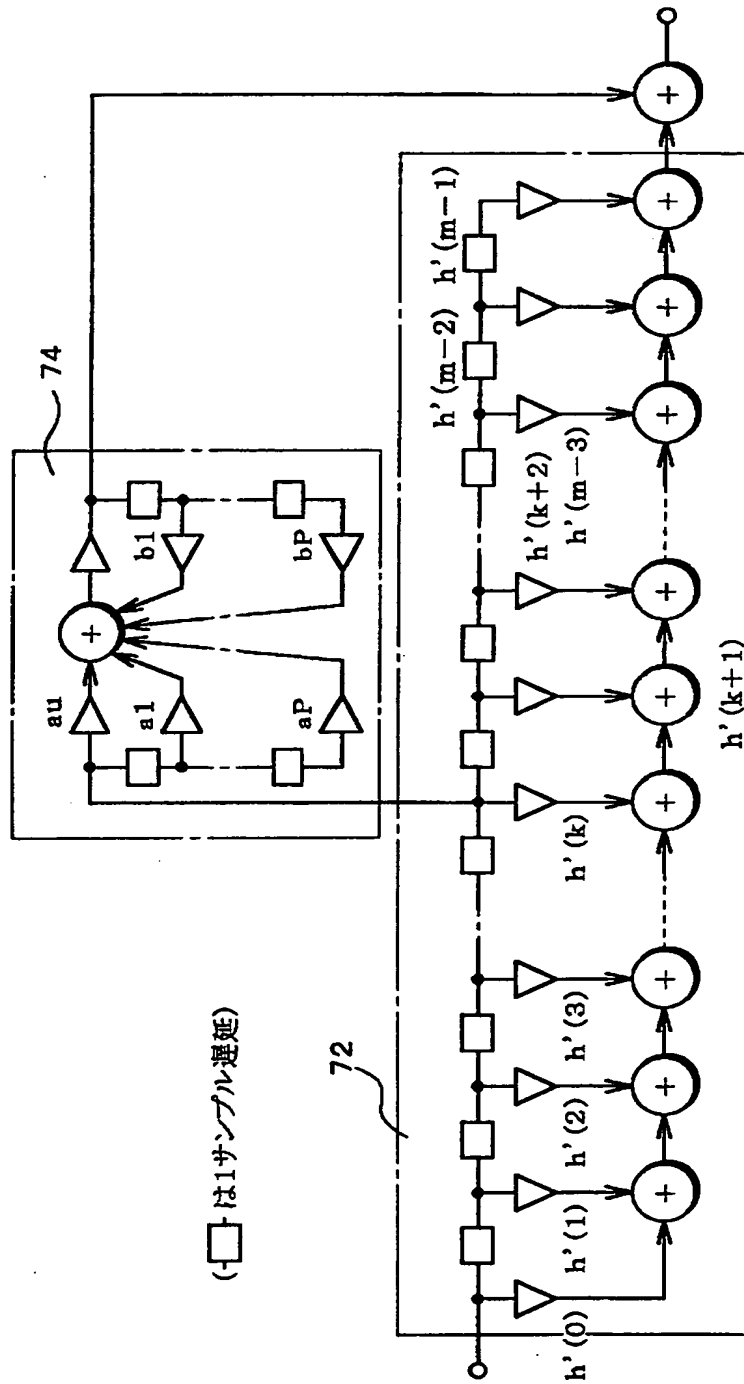 74
au
a1
aP
b1
bP
+
(-□-は1サンプル遅延)
72
h'(0)
h'(1)
h'(2)
h'(3)
h'(k)
h'(k+1)
h'(k+2)
h'(m-3)
h'(m-2)
h'(m-1)
+
+
+
+
+
+
+
+
+
+